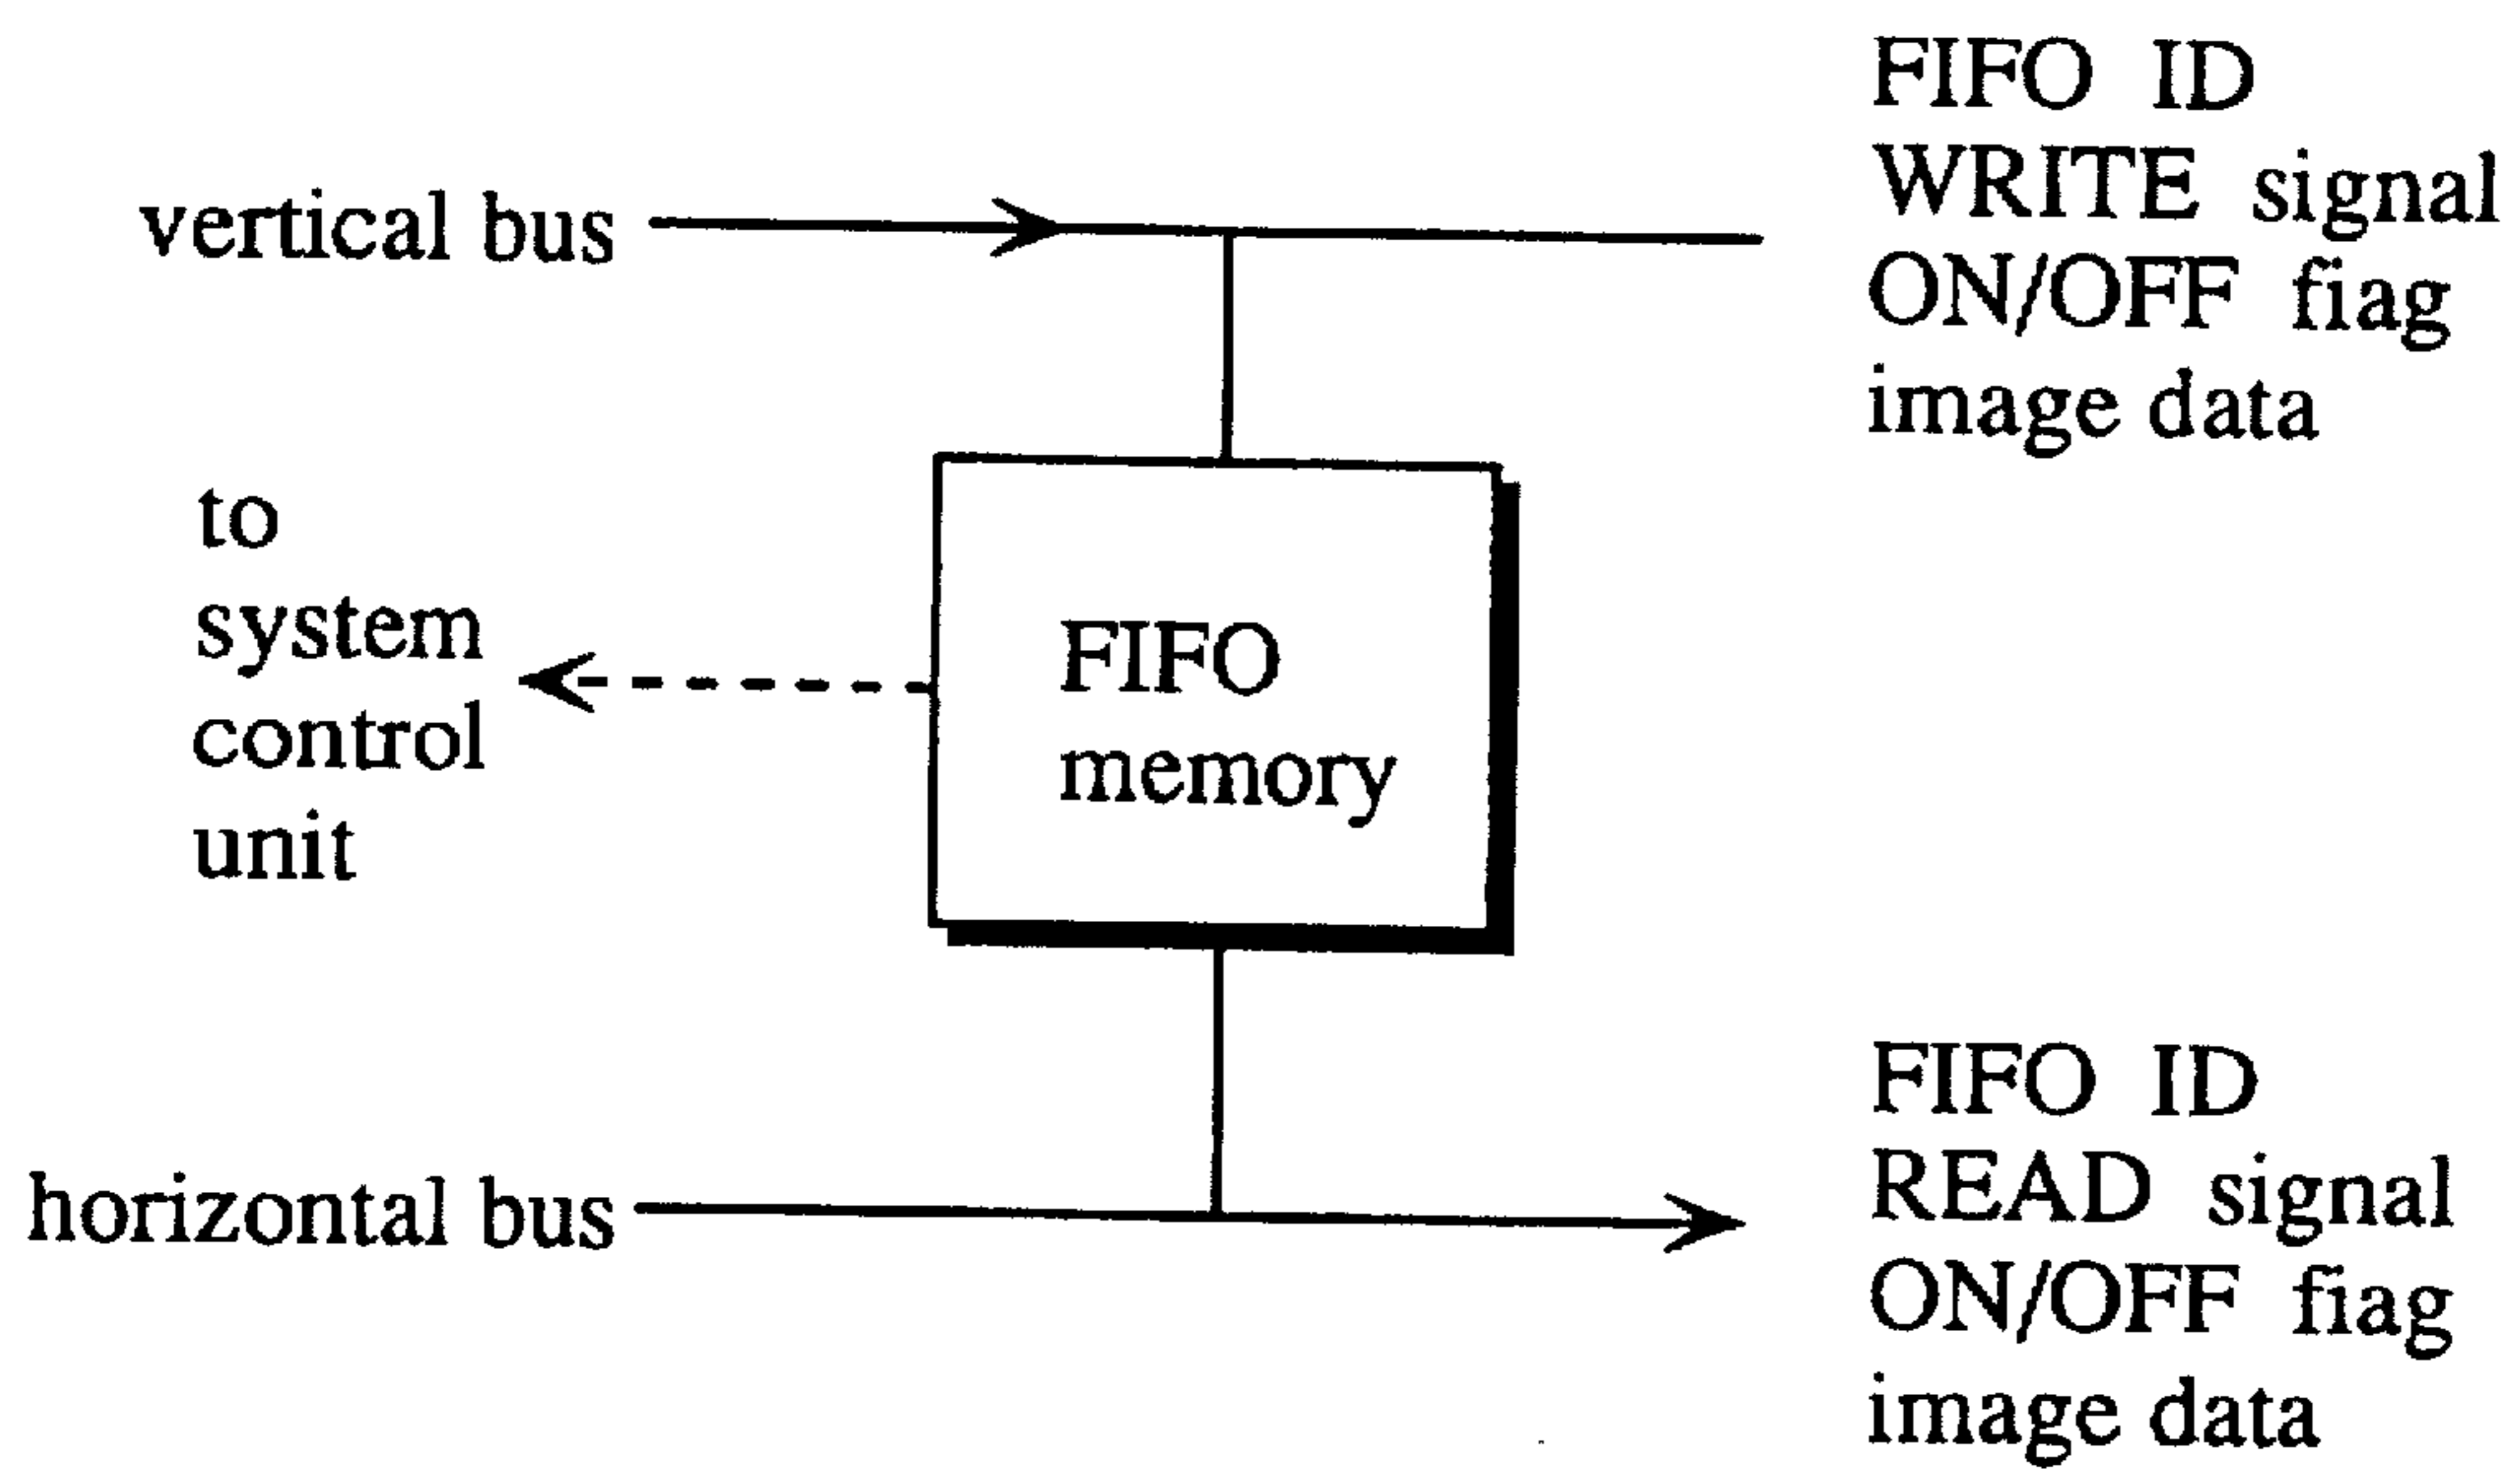 FIFO ID
WRITE signal
ON/OFF fiag
image data
vertical bus
to
system
control
unit
FIFO
memory
horizontal bus
FIFO ID
READ signal
ON/OFF fiag
image data